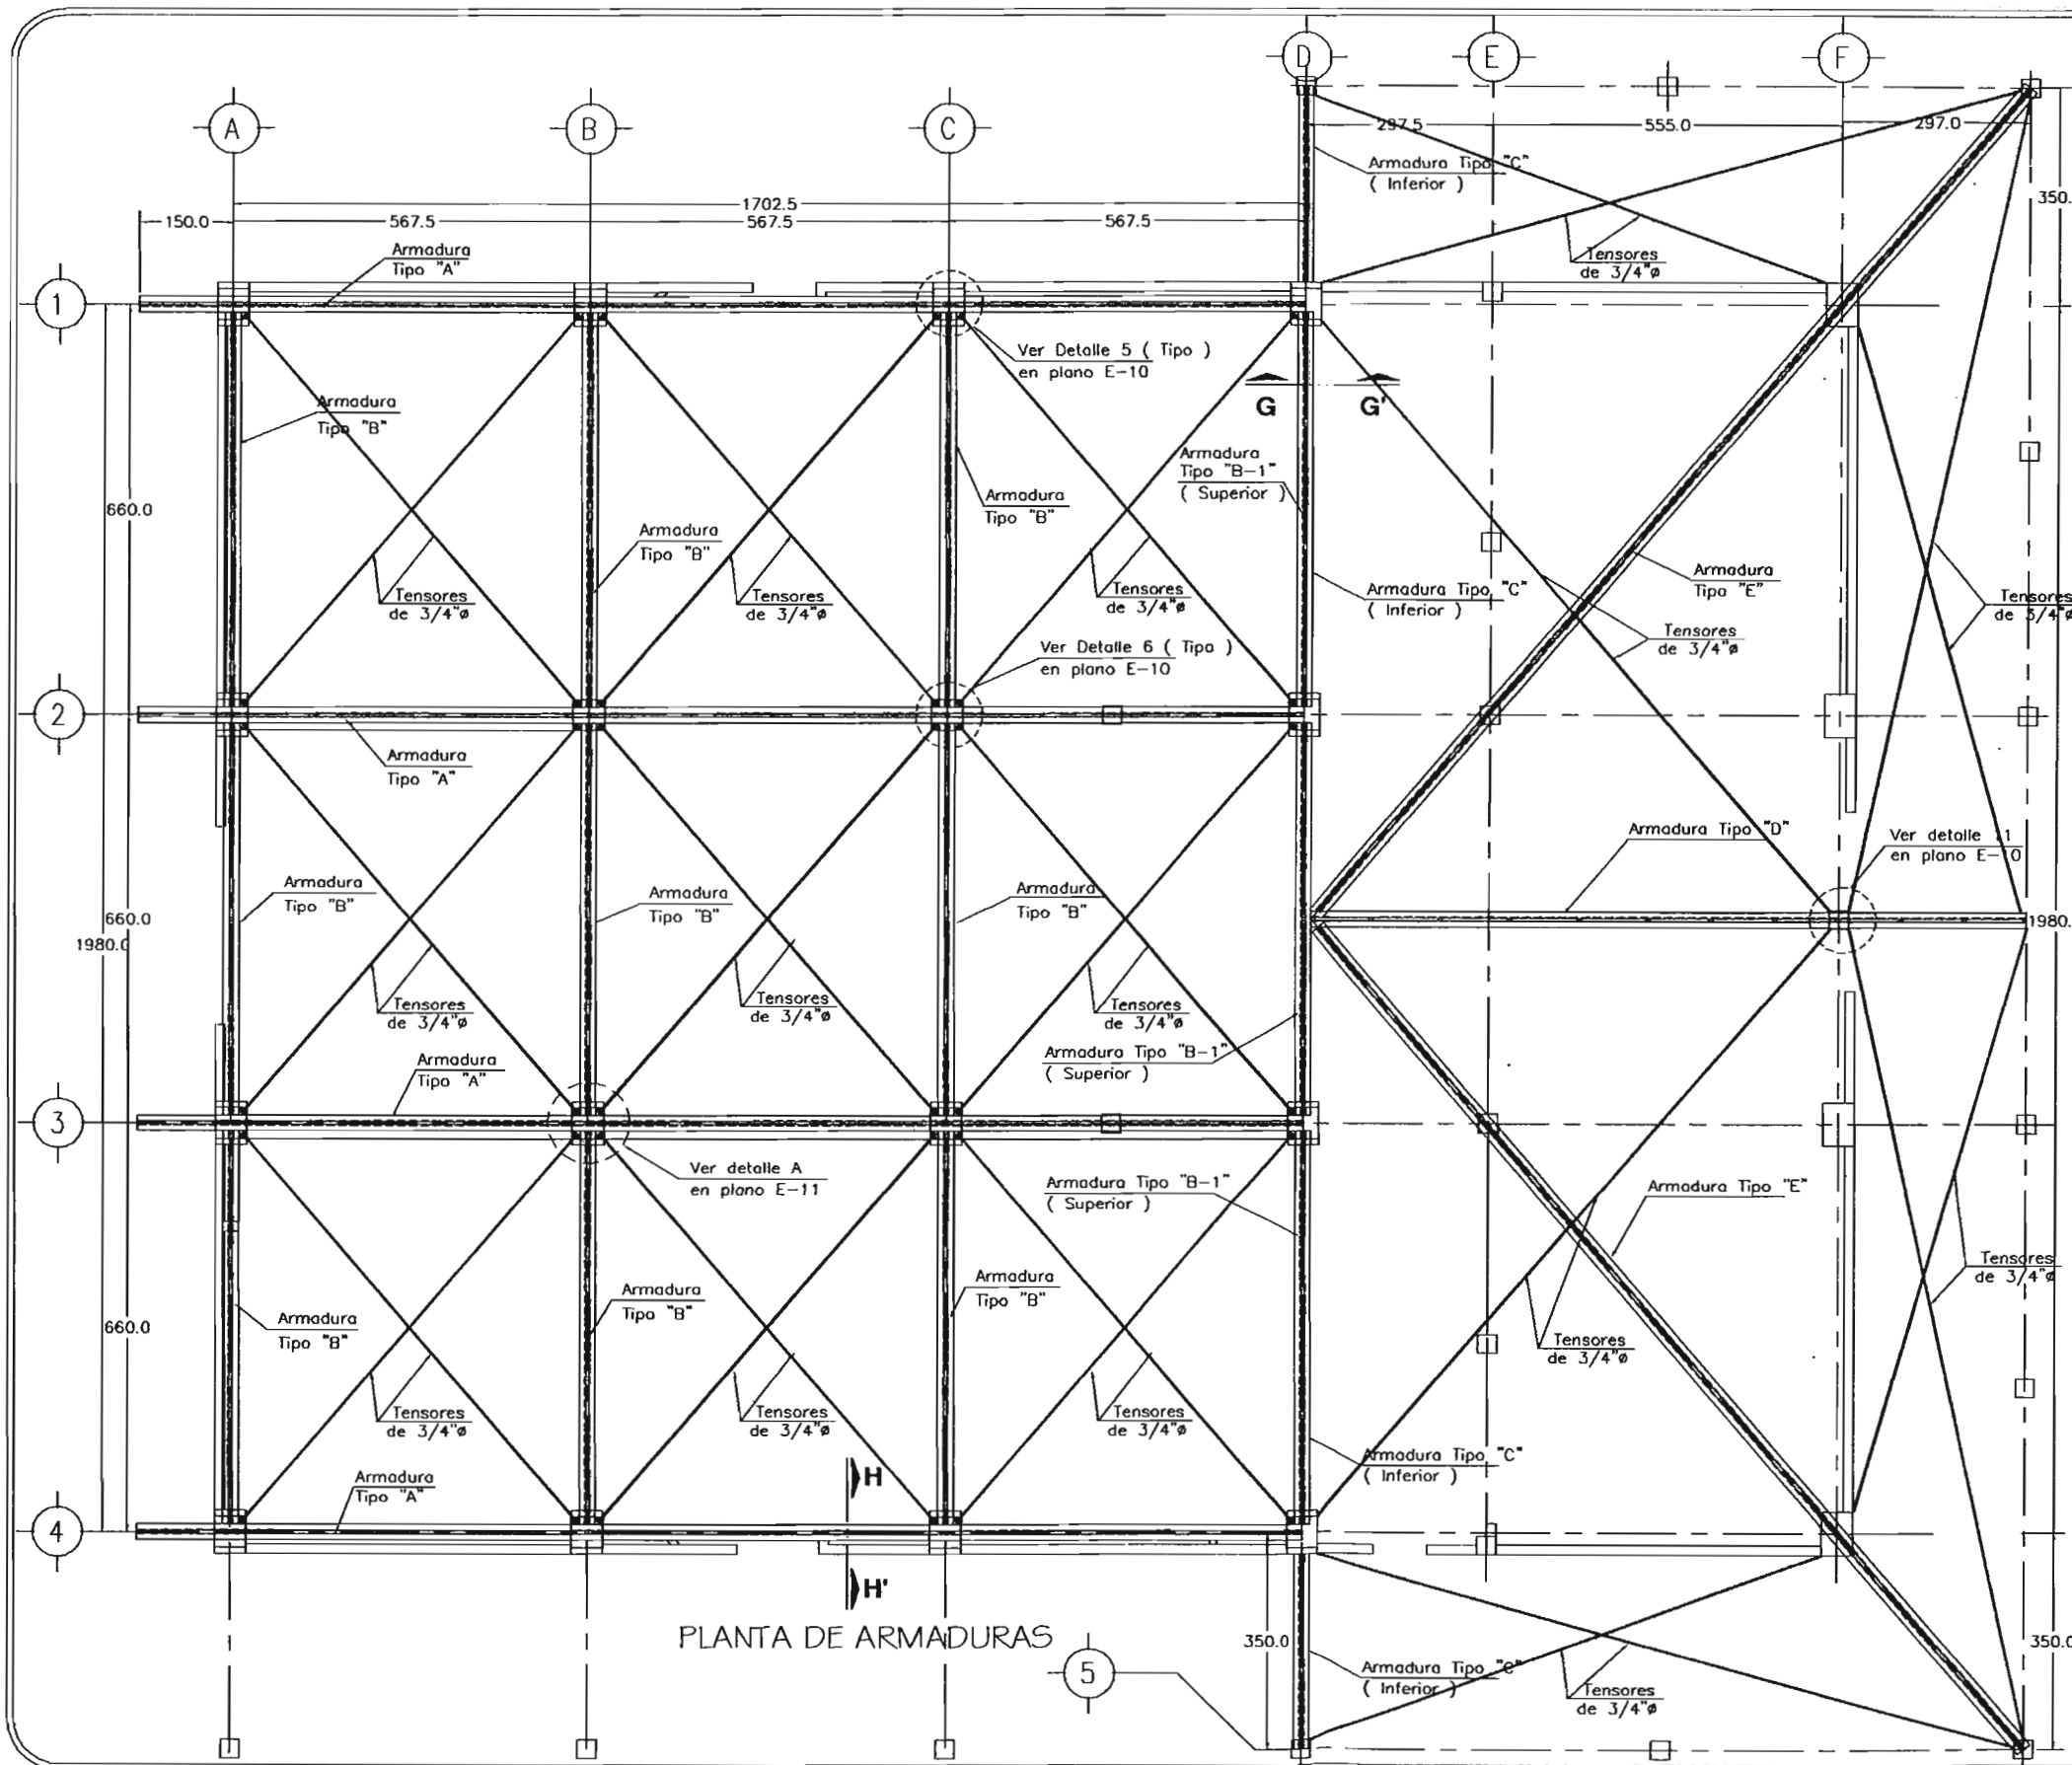 D
E
F
A
B
C
297.5
555.0
297.0
Armadura Tipo "C"
( Inferior )
350.
1702.5
150.0
567.5
567.5
567.5
Armadura
Tipo "A"
Tensores
de 3/4"ø
1
Ver Detalle 5 ( Tipo )
en plano E-10
G
G'
Armadura
Tipo "B"
Armadura
Tipo "B-1"
( Superior )
Armadura
Tipo "B"
660.0
Armadura
Tipo "B"
Armadura
Tipo "E"
Armadura Tipo "C"
( Inferior )
Tensores
de 3/4"ø
Tensores
de 3/4"ø
Tensores
de 3/4"ø
Tensores
de 3/4"ø
Tensores
de 3/4"ø
Ver Detalle 6 ( Tipo )
en plano E-10
2
Armadura
Tipo "A"
Armadura Tipo "D"
Ver detalle 11
en plano E-10
Armadura
Tipo "B"
Armadura
Tipo "B"
Armadura
Tipo "B"
660.0
1980.0
1980.
Tensores
de 3/4"ø
Tensores
de 3/4"ø
Tensores
de 3/4"ø
Armadura
Tipo "A"
Armadura Tipo "B-1"
( Superior )
3
Ver detalle A
en plano E-11
Armadura Tipo "B-1"
( Superior )
Armadura Tipo "E"
Tensores
de 3/4"ø
Armadura
Tipo "B"
Armadura
Tipo "B"
Armadura
Tipo "B"
660.0
Tensores
de 3/4"ø
Tensores
de 3/4"ø
Tensores
de 3/4"ø
Tensores
de 3/4"ø
Armadura Tipo "C"
( Inferior )
Armadura
Tipo "A"
H
4
H'
PLANTA DE ARMADURAS
350.0
350.0
5
Armadura Tipo "C"
( Inferior )
Tensores
de 3/4"ø